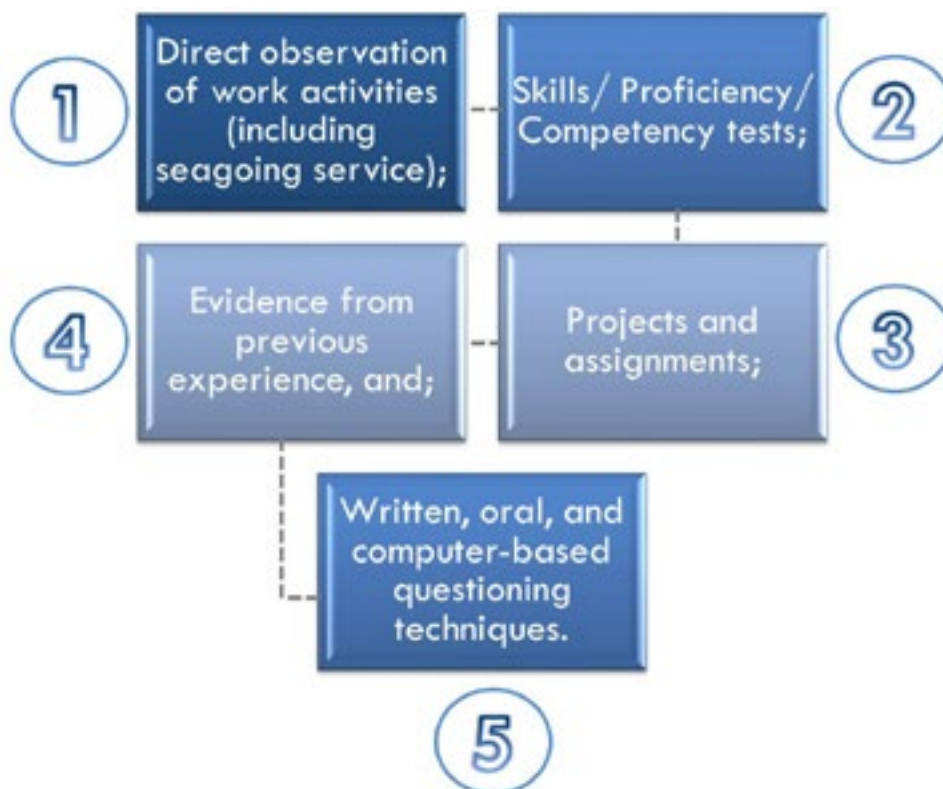 1
Direct observation
of work activities
(including
seagoing service);
Skills/ Proficiency/
Competency tests;
2
4
Evidence from
previous
experience, and;
Projects and
assignments;
3
Written, oral, and
computer-based
questioning
techniques.
5